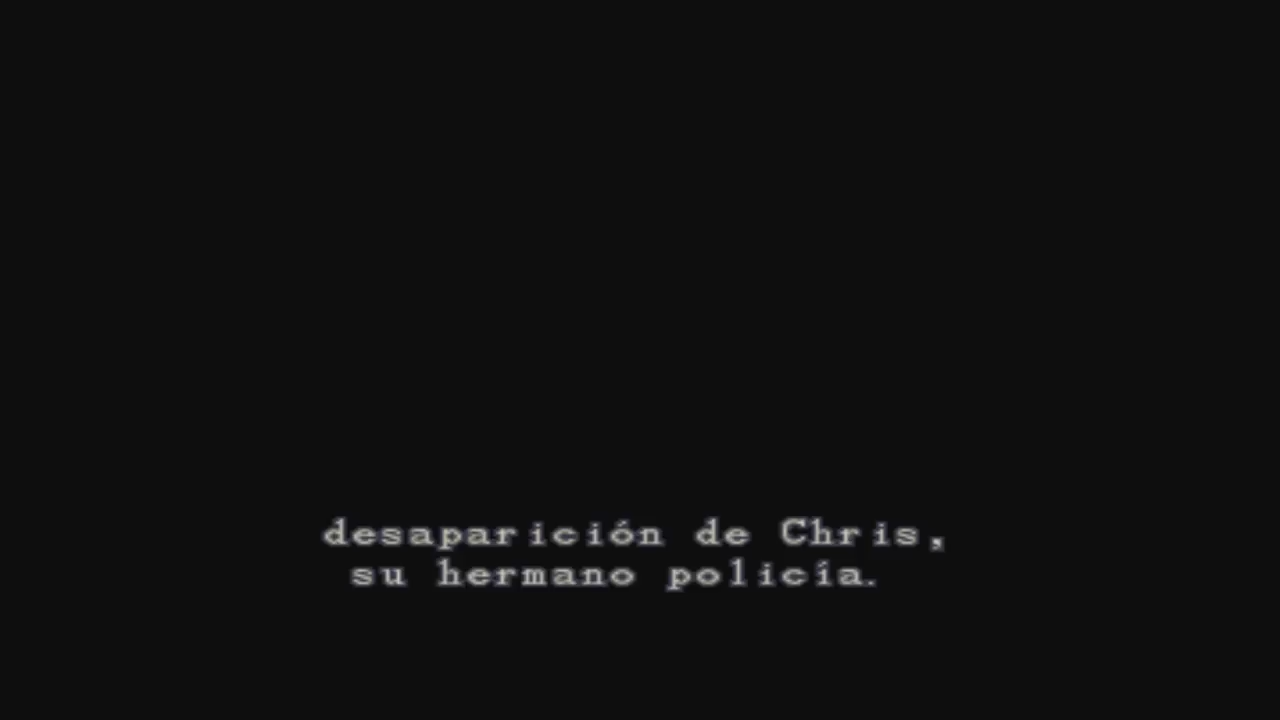 desaparición de Chris,
su hermano policía.